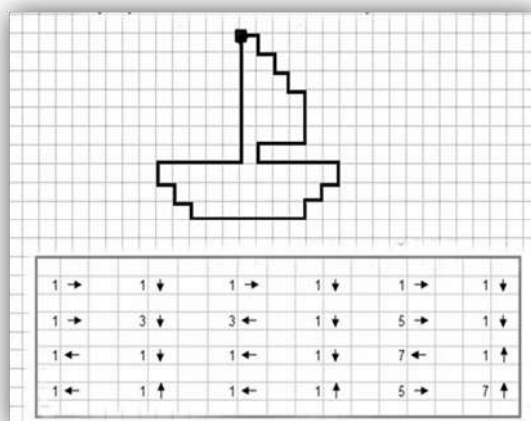 1 → 1 ↓ 1 → 1 ↓ 1 → 1 ↓
1 → 3 ↓ 3 ← 1 ↓ 5 → 1 ↓
1 ← 1 ↓ 1 ← 1 ↓ 7 ← 1 ↑
1 ← 1 ↑ 1 ← 1 ↑ 5 → 7 ↑